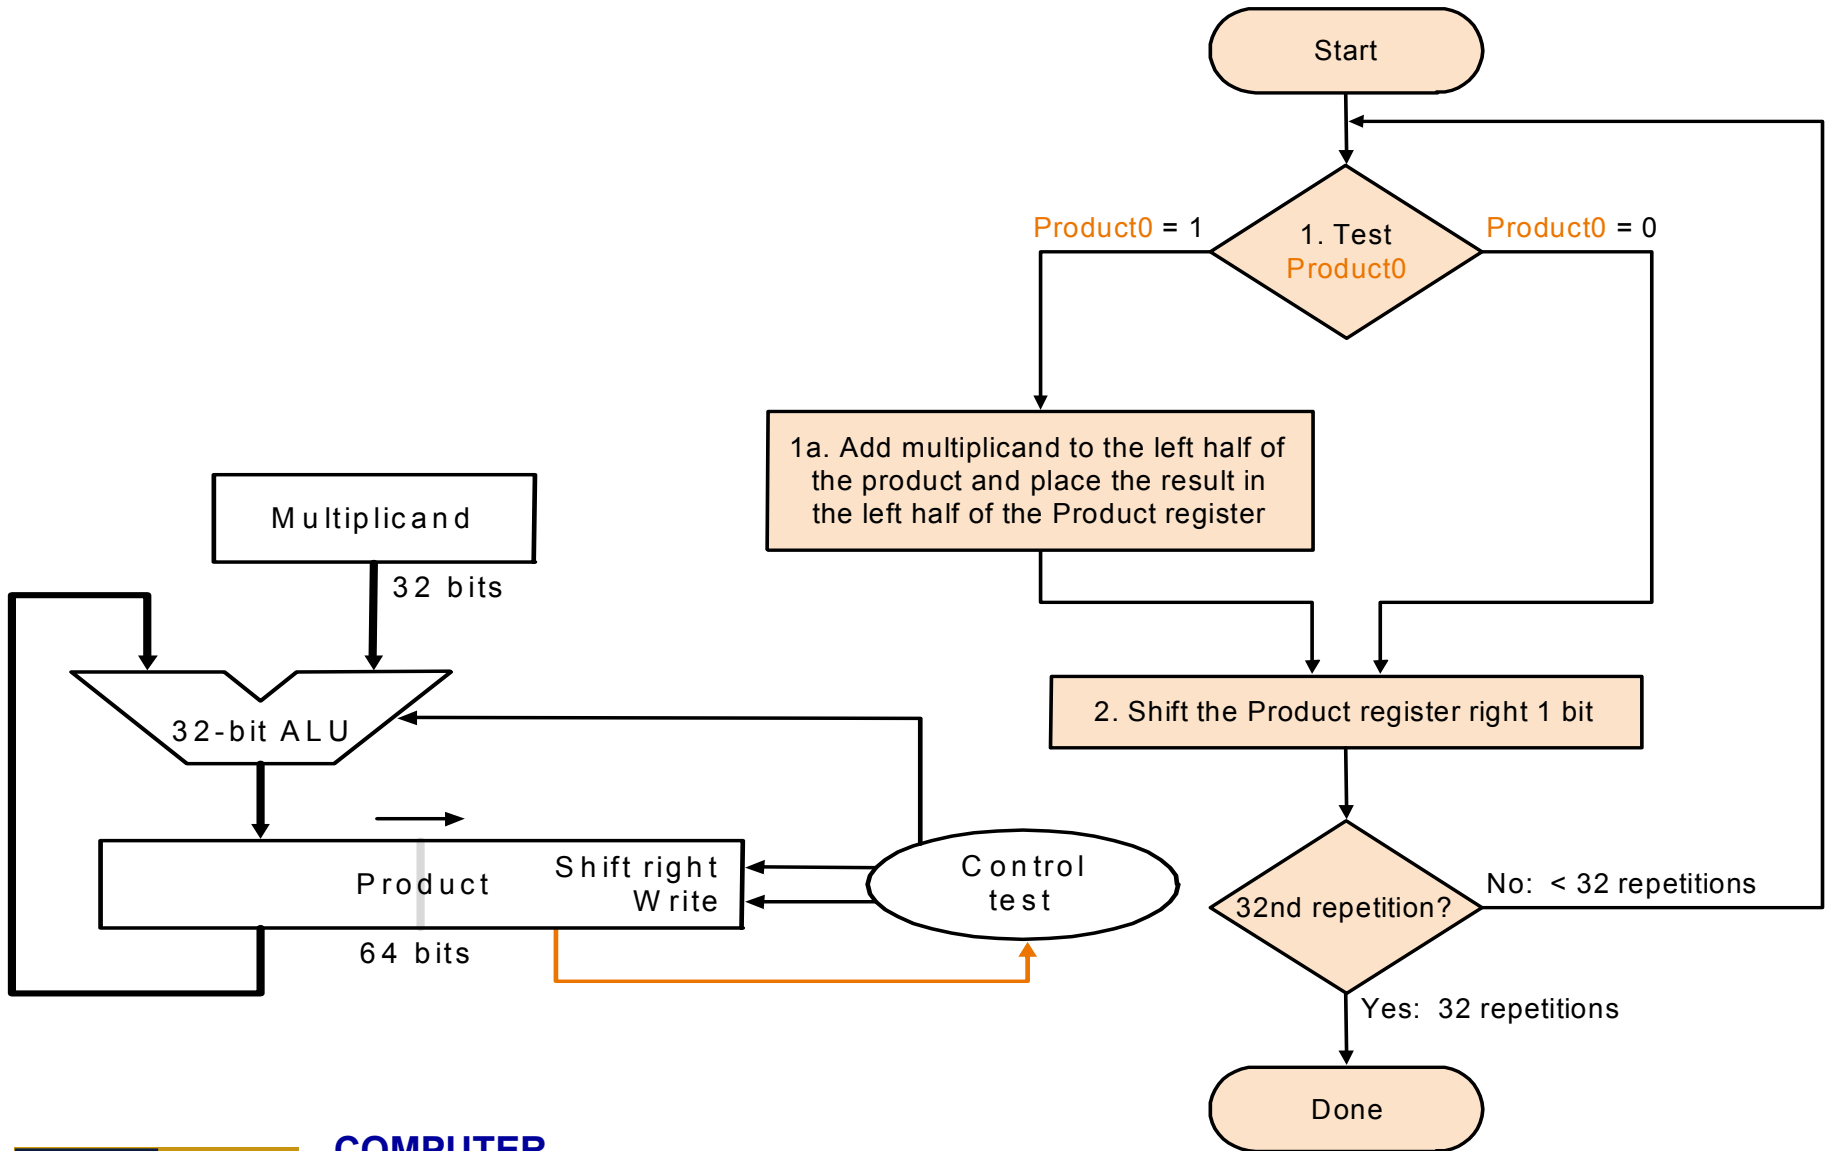 Start
Product0 = 1
1. Test
Product0
Product0 = 0
1a. Add multiplicand to the left half of
the product and place the result in
the left half of the Product register
Multiplicand
32 bits
32-bit ALU
2. Shift the Product register right 1 bit
Product
Shift right
Write
64 bits
Control
test
32nd repetition?
No: < 32 repetitions
Yes: 32 repetitions
Done
COMPUTER